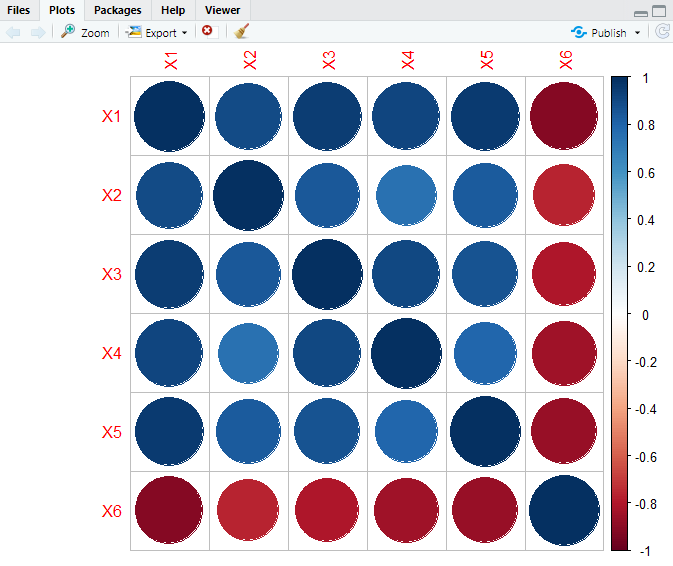 Files Plots Packages Help Viewer
Zoom Export Publish
X1 X2 X3 X4 X5 X6
X1
X2
X3
X4
X5
X6
1
0.8
0.6
0.4
0.2
0
-0.2
-0.4
-0.6
-0.8
-1